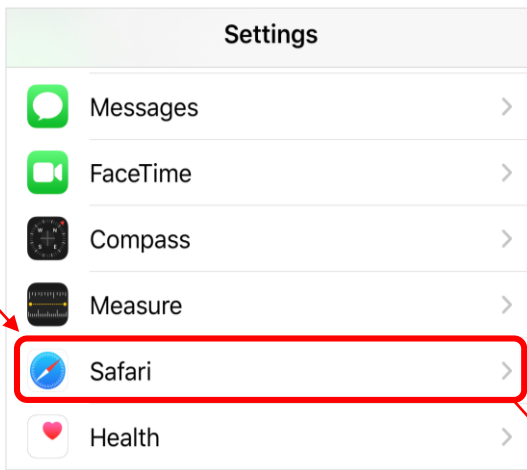 Settings
Messages
FaceTime
Compass
Measure
Safari
Health